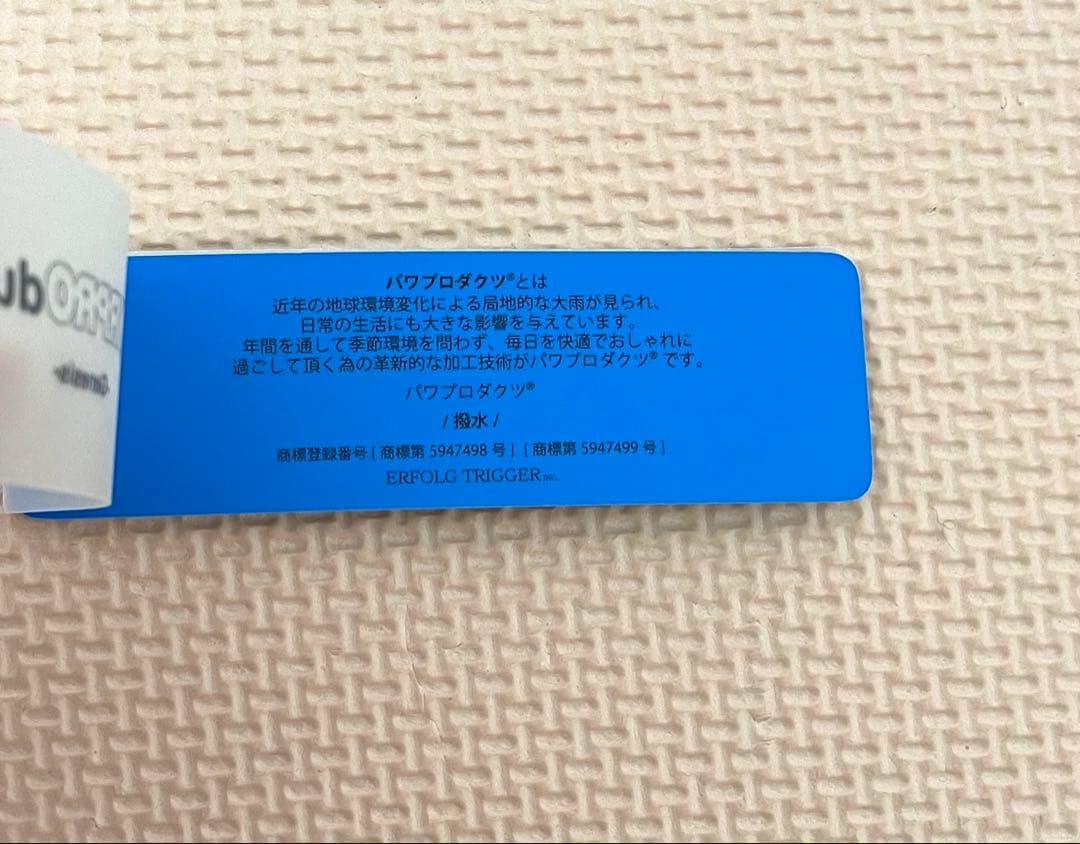 パワプロダクツ®とは
近年の地球環境変化による局地的な大雨が見られ、
日常の生活にも大きな影響を与えています。
年間を通して季節環境を問わず、毎日を快適でおしゃれに
過ごして頂く為の革新的な加工技術がパワプロダクツ®です。
パワプロダクツ®
/ 撥水 /
商標登録番号 [ 商標第 5947498 号 ] [ 商標第 5947499 号 ]
ERFOLG TRIGGER INC.